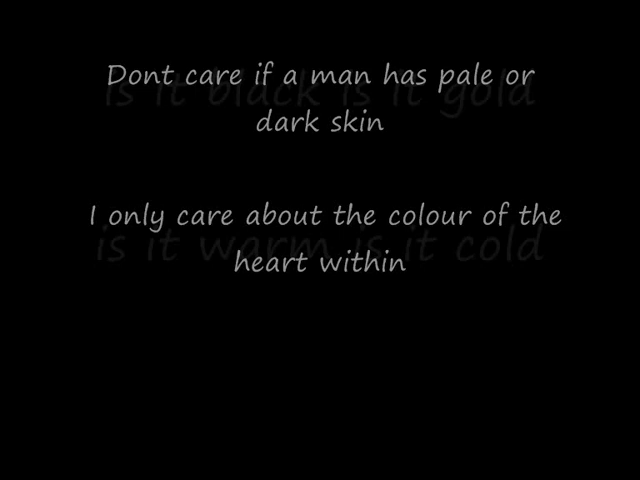 Dont care if a man has pale or
is it black is it gold
dark skin
I only care about the colour of the
is it warm is it cold
heart within